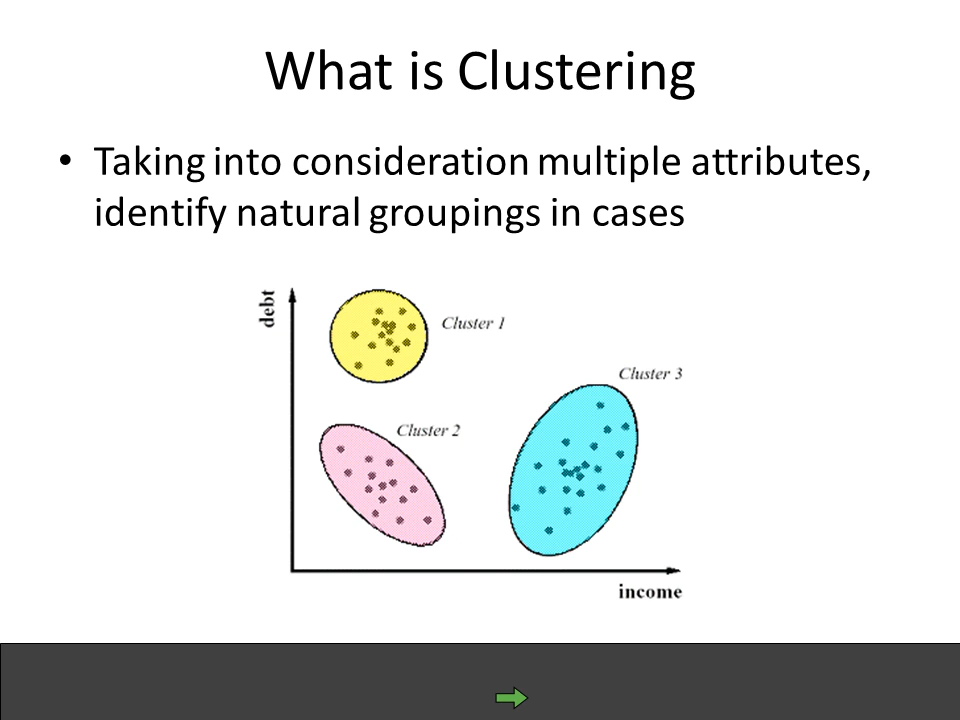 What is Clustering
• Taking into consideration multiple attributes,
identify natural groupings in cases
debt
Cluster 1
Cluster 3
Cluster 2
income